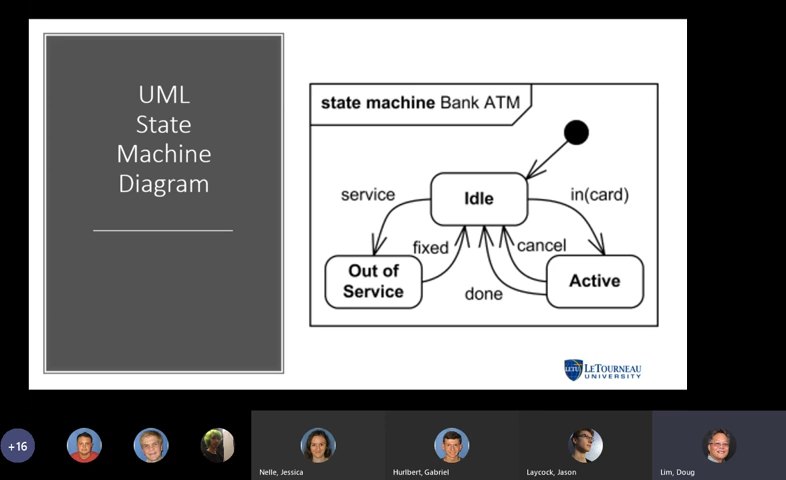 UML
State
Machine
Diagram
state machine Bank ATM
service
Idle
in(card)
fixed
cancel
Out of
Service
done
Active
LETU
LETOURNEAU
UNIVERSITY
+16
Nelle, Jessica
Hurlbert, Gabriel
Laycock, Jason
Lim, Doug